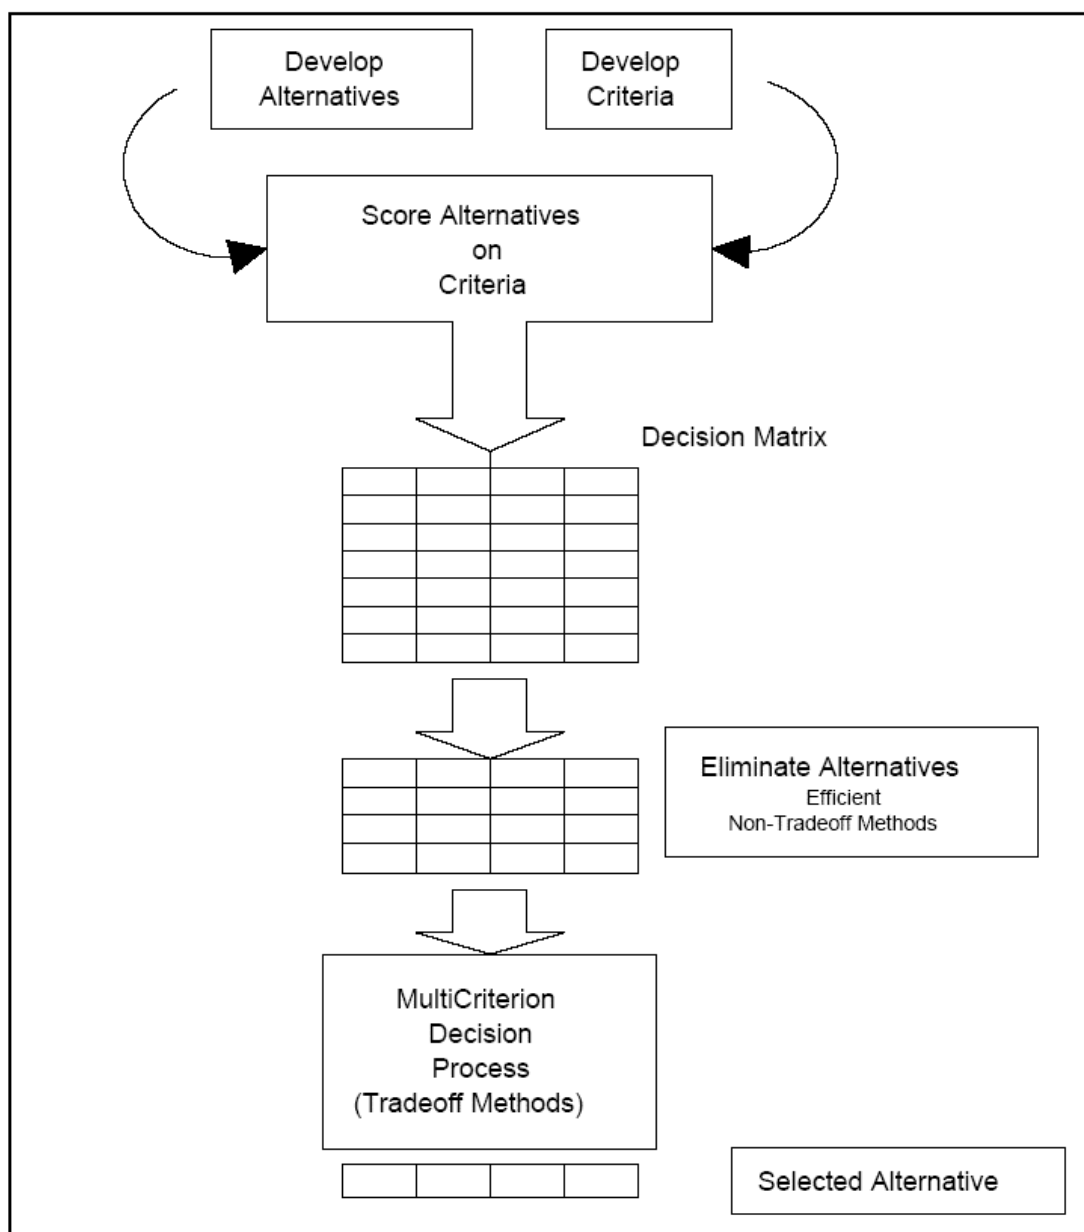 Develop
Alternatives
Develop
Criteria
Score Alternatives
on
Criteria
Decision Matrix
Eliminate Alternatives
Efficient
Non-Tradeoff Methods
MultiCriterion
Decision
Process
(Tradeoff Methods)
Selected Alternative